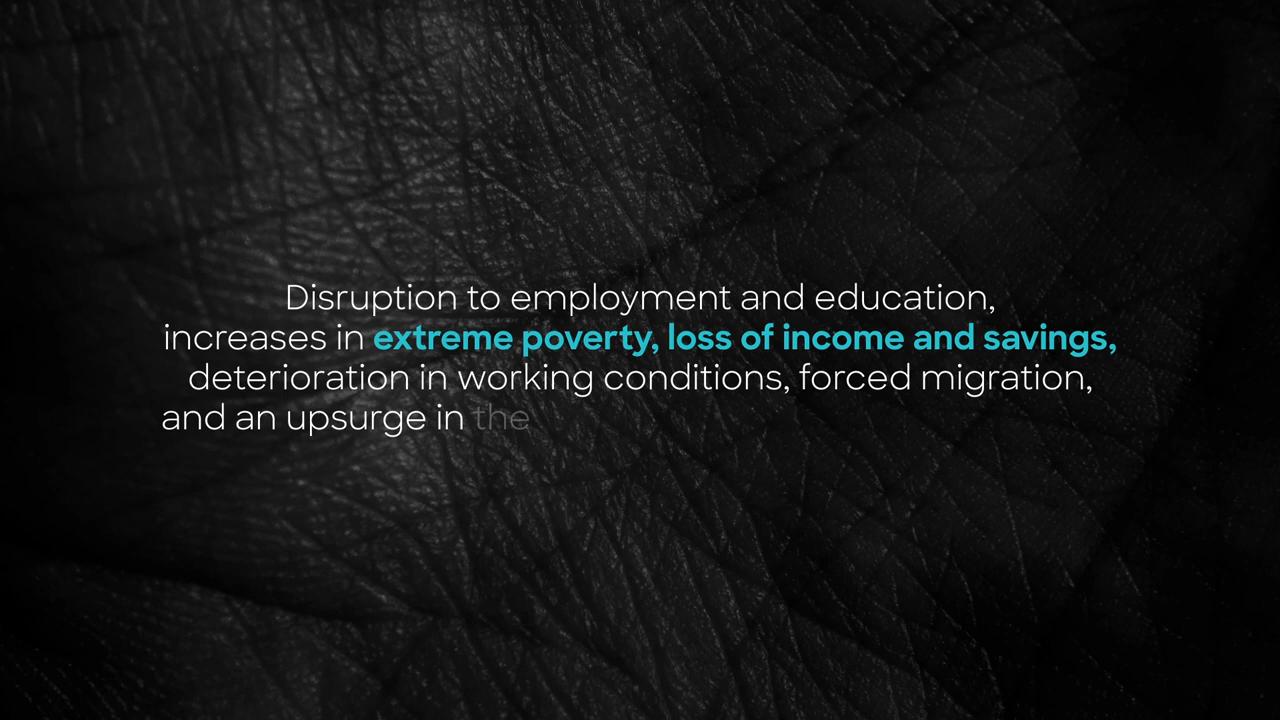 Disruption to employment and education,
increases in extreme poverty, loss of income and savings,
deterioration in working conditions, forced migration,
and an upsurge in the